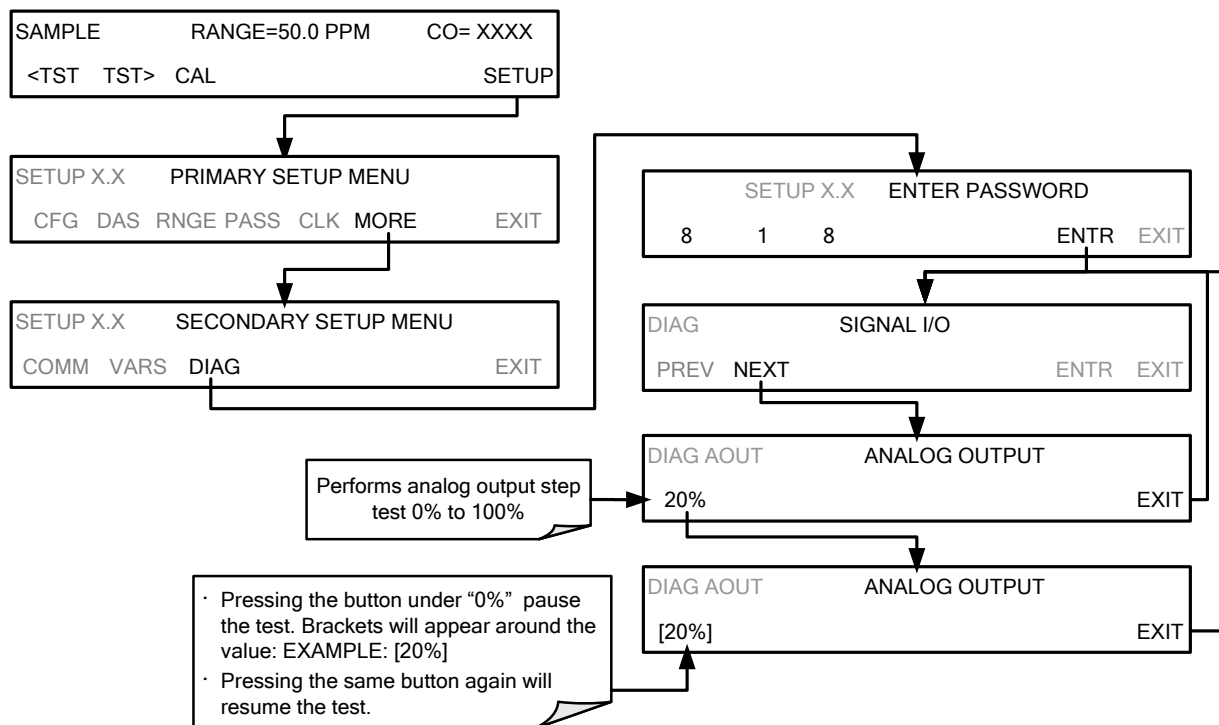 SAMPLE RANGE=50.0 PPM CO= XXXX
<TST TST> CAL SETUP
SETUP X.X PRIMARY SETUP MENU
CFG DAS RNGE PASS CLK MORE EXIT
SETUP X.X SECONDARY SETUP MENU
COMM VARS DIAG EXIT
SETUP X.X ENTER PASSWORD
8 1 8 ENTR EXIT
DIAG SIGNAL I/O
PREV NEXT ENTR EXIT
DIAG AOUT ANALOG OUTPUT
20% EXIT
Performs analog output step
test 0% to 100%
DIAG AOUT ANALOG OUTPUT
[20%] EXIT
· Pressing the button under “0%” pause
the test. Brackets will appear around the
value: EXAMPLE: [20%]
· Pressing the same button again will
resume the test.